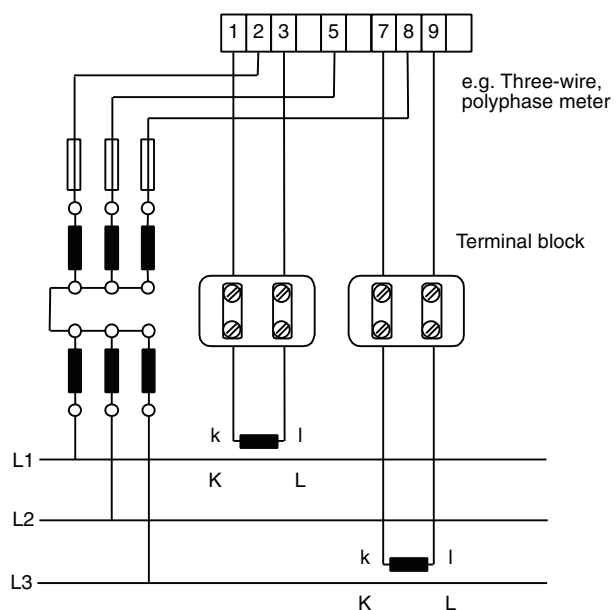 1 2 3 5 7 8 9
e.g. Three-wire,
polyphase meter
Terminal block
k l
L1
K L
L2
k l
L3
K L